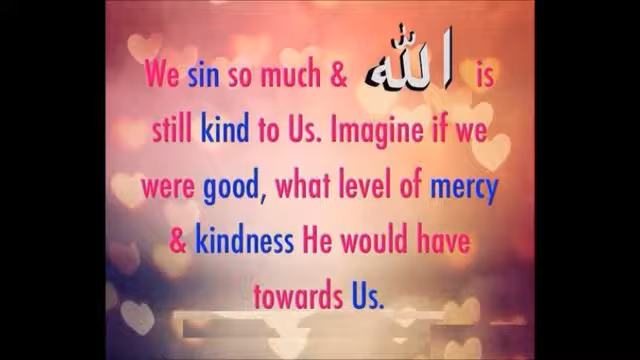 We sin so much & الله is
still kind to Us. Imagine if we
were good, what level of mercy
& kindness He would have
towards Us.